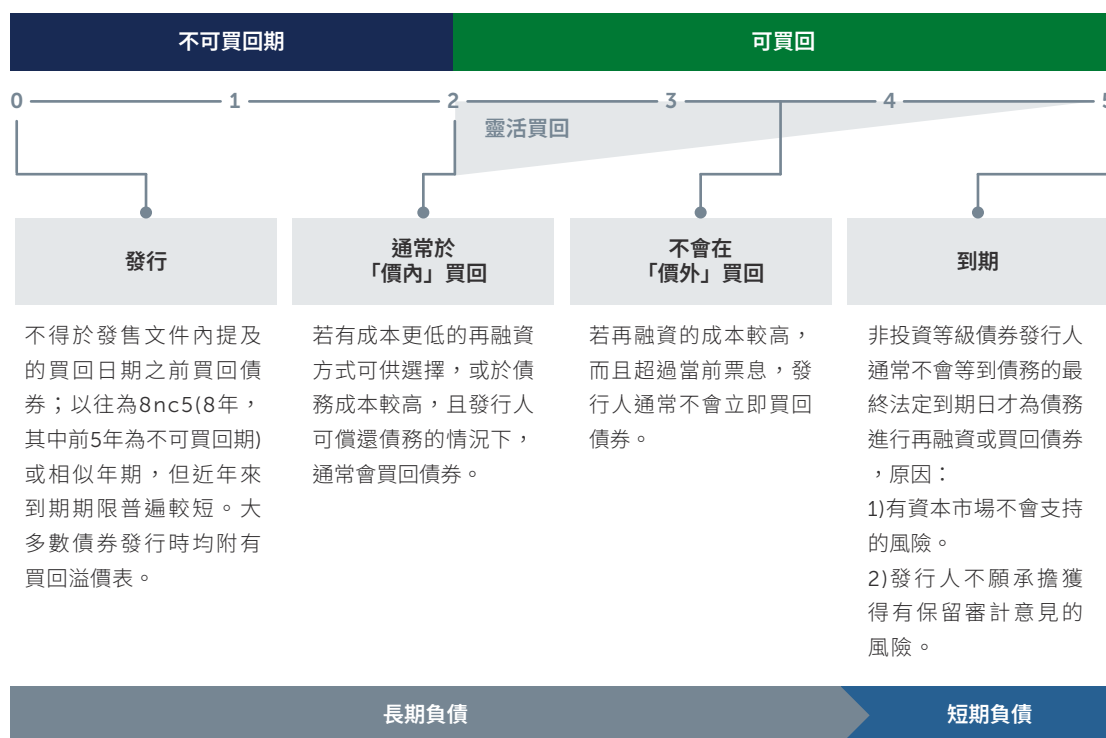 不可買回期
可買回
0
1
2
3
4
5
靈活買回
發行
通常於
「價內」買回
不會在
「價外」買回
到期
不得於發售文件內提及
的買回日期之前買回債
券；以往為8nc5(8年，
其中前5年為不可買回期)
或相似年期，但近年來
到期期限普遍較短。大
多數債券發行時均附有
買回溢價表。
若有成本更低的再融資
方式可供選擇，或於債
務成本較高，且發行人
可償還債務的情況下，
通常會買回債券。
若再融資的成本較高，
而且超過當前票息，發
行人通常不會立即買回
債券。
非投資等級債券發行人
通常不會等到債務的最
終法定到期日才為債務
進行再融資或買回債券
，原因：
1)有資本市場不會支持
的風險。
2)發行人不願承擔獲
得有保留審計意見的
風險。
長期負債
短期負債